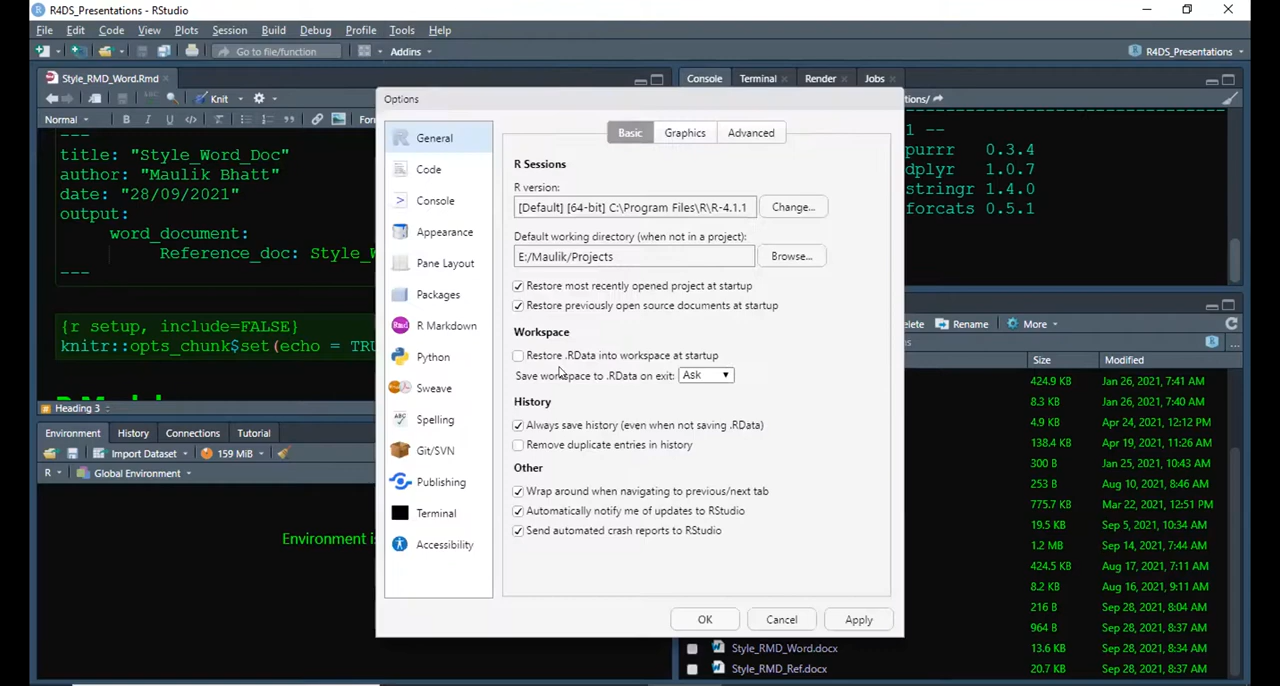 R4DS_Presentations - RStudio
File Edit Code View Plots Session Build Debug Profile Tools Help
Go to file/function Addins R4DS_Presentations
Style_RMD_Word.Rmd
Knit
Normal B I U
---
title: "Style_Word_Doc"
author: "Maulik Bhatt"
date: "28/09/2021"
output:
word_document:
Reference_doc: Style_
---
{r setup, include=FALSE}
knitr::opts_chunk$set(echo =
Heading 3
Environment History Connections Tutorial
Import Dataset 159 MiB
R Global Environment
Environment
Options
General
Code
Console
Appearance
Pane Layout
Packages
R Markdown
Python
Sweave
Spelling
Git/SVN
Publishing
Terminal
Accessibility
Basic Graphics Advanced
R Sessions
R version:
[Default] [64-bit] C:\Program Files\R\R-4.1.1 Change...
Default working directory (when not in a project):
E:/Maulik/Projects Browse...
Restore most recently opened project at startup
Restore previously open source documents at startup
Workspace
Restore .RData into workspace at startup
Save workspace to .RData on exit: Ask
History
Always save history (even when not saving .RData)
Remove duplicate entries in history
Other
Wrap around when navigating to previous/next tab
Automatically notify me of updates to RStudio
Send automated crash reports to RStudio
OK Cancel Apply
Console Terminal Render Jobs
ions/
1 --
purrr 0.3.4
dplyr 1.0.7
stringr 1.4.0
forcats 0.5.1
elete Rename More
ns
Size Modified
424.9 KB Jan 26, 2021, 7:41 AM
8.3 KB Jan 26, 2021, 7:40 AM
4.9 KB Apr 24, 2021, 12:12 PM
138.4 KB Apr 19, 2021, 11:26 AM
300 B Jan 25, 2021, 10:43 AM
253 B Aug 10, 2021, 8:46 AM
775.7 KB Mar 22, 2021, 12:51 PM
19.5 KB Sep 5, 2021, 10:34 AM
1.2 MB Sep 14, 2021, 7:44 AM
424.5 KB Aug 17, 2021, 7:11 AM
8.2 KB Aug 16, 2021, 9:11 AM
216 B Sep 28, 2021, 8:04 AM
964 B Sep 28, 2021, 8:37 AM
Style_RMD_Word.docx 13.6 KB Sep 28, 2021, 8:34 AM
Style_RMD_Ref.docx 20.7 KB Sep 28, 2021, 8:37 AM